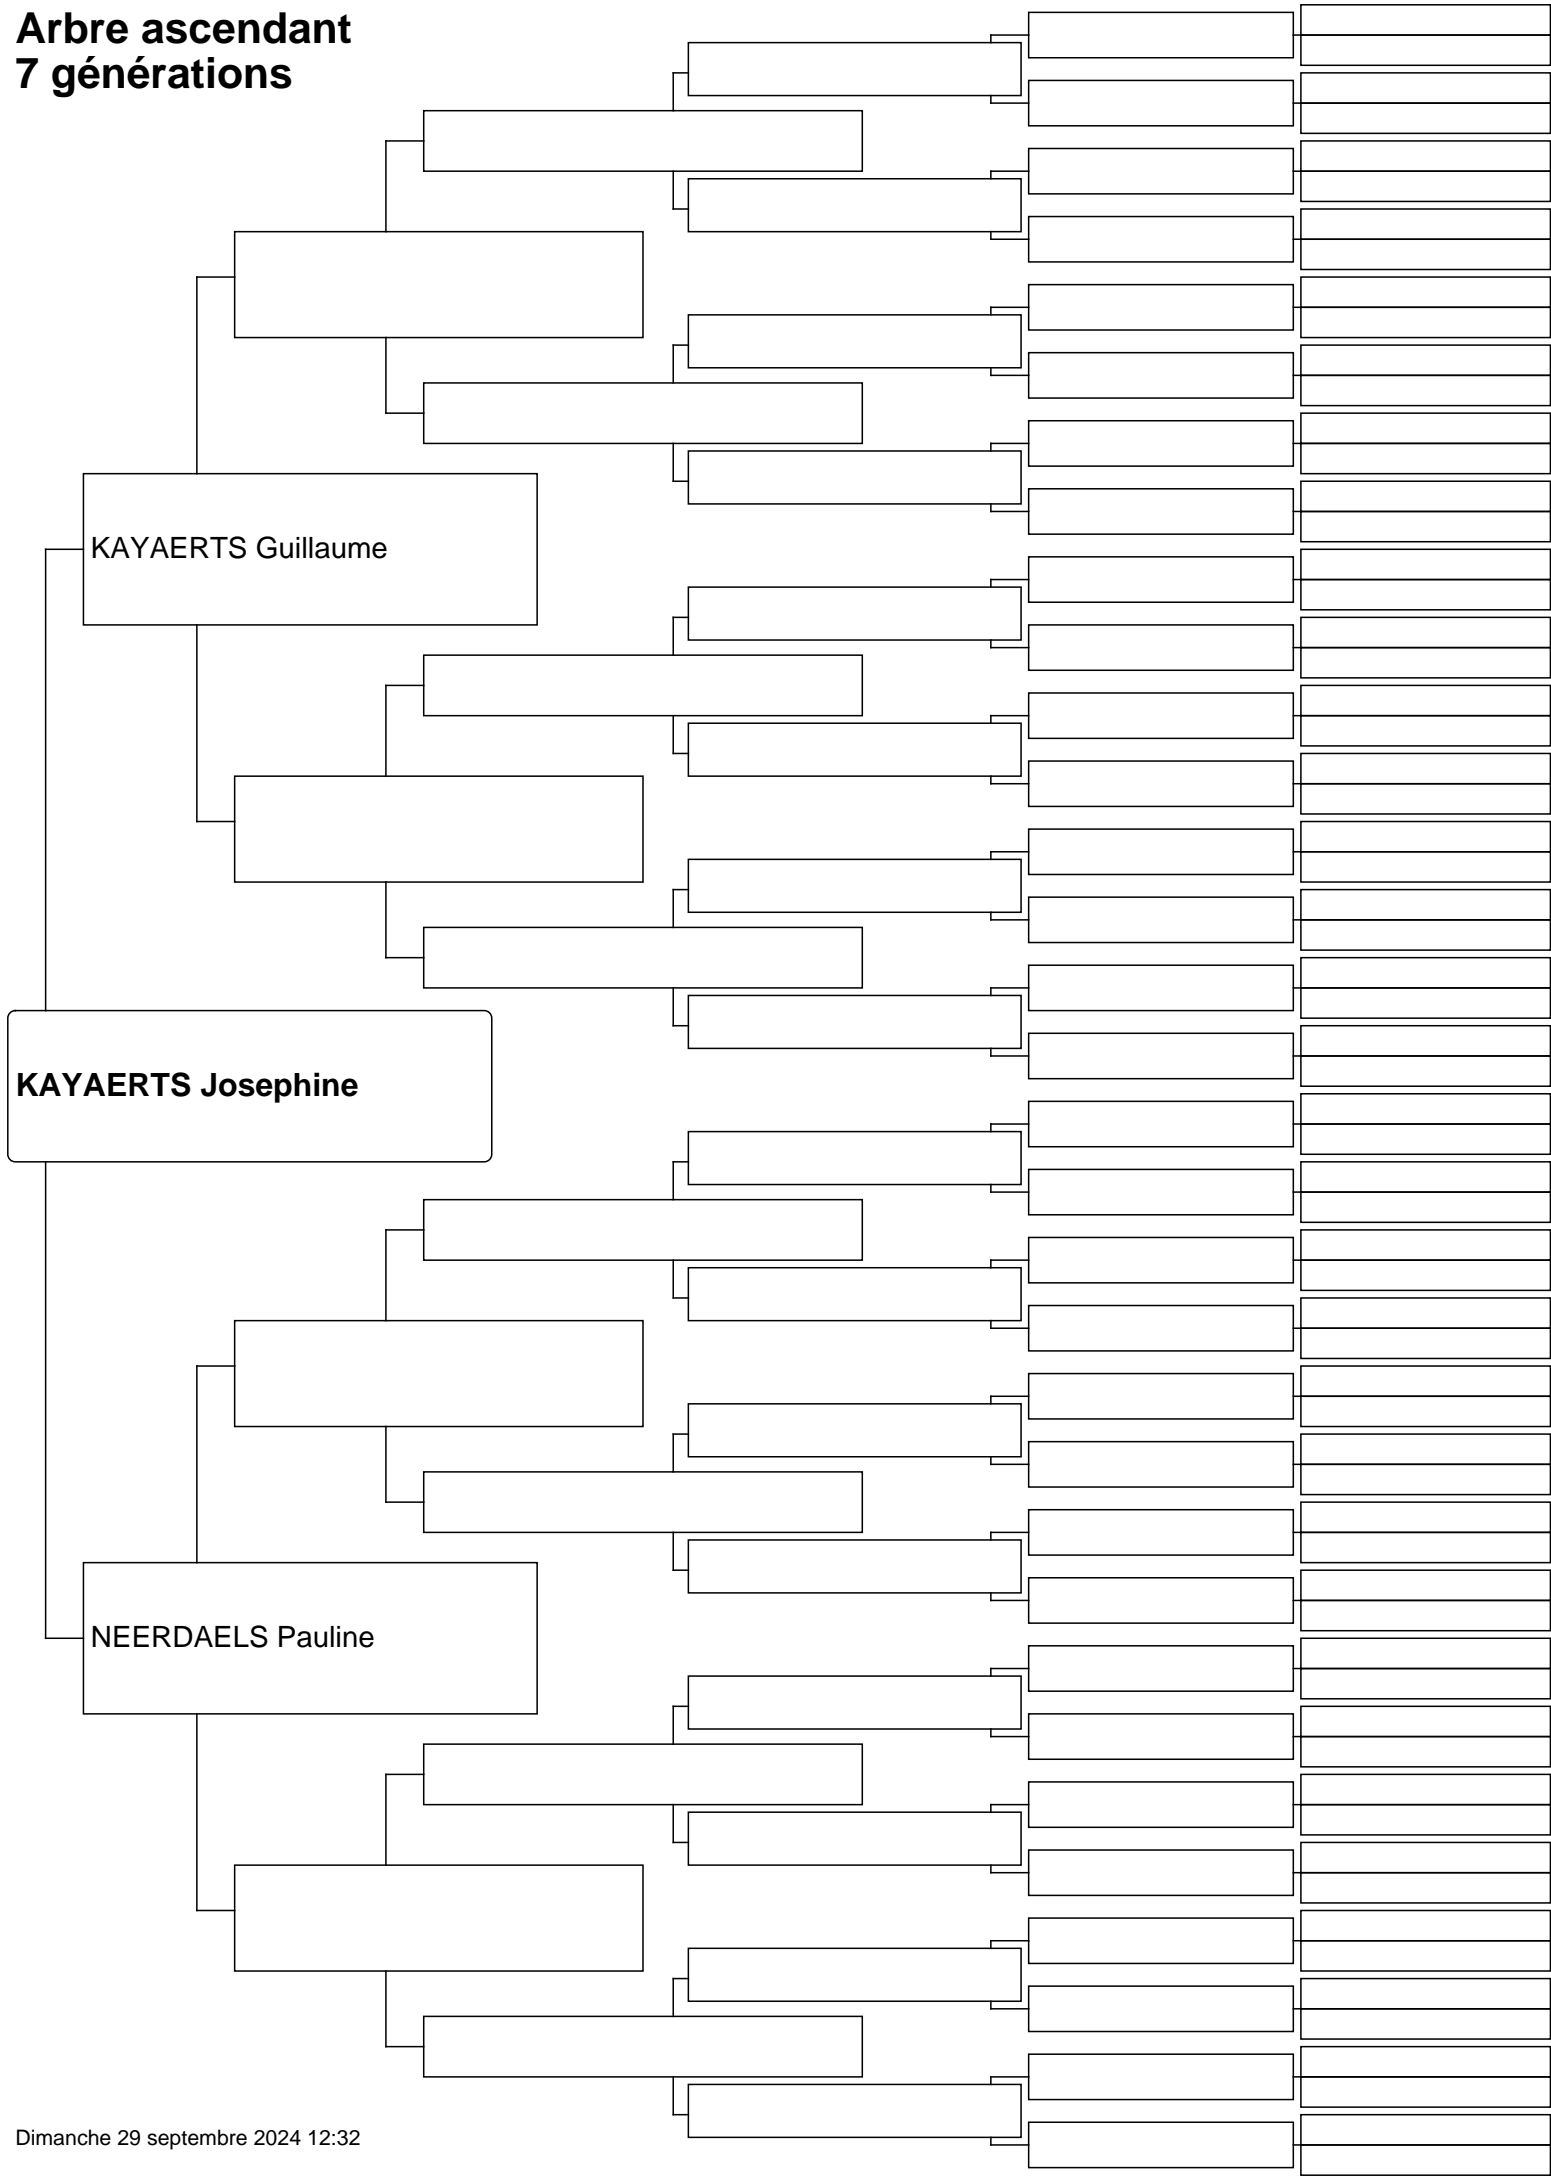 Arbre ascendant
7 générations
KAYAERTS Guillaume
KAYAERTS Josephine
NEERDAELS Pauline
Dimanche 29 septembre 2024 12:32